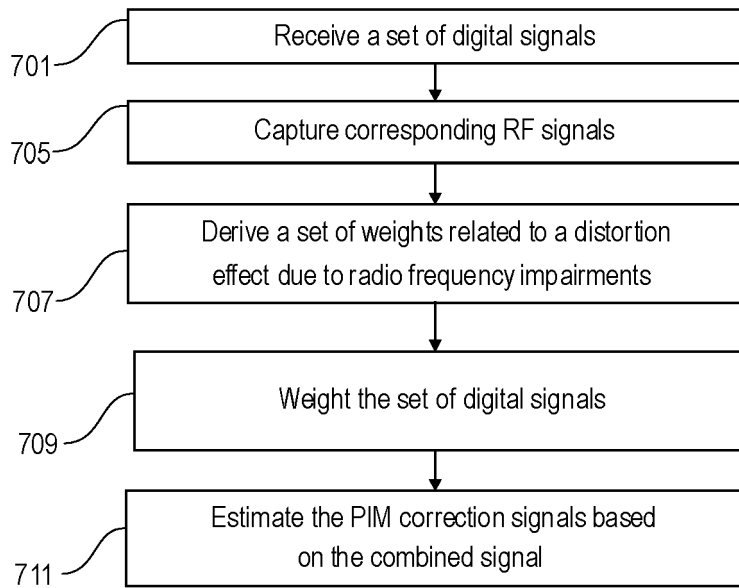 Receive a set of digital signals
701
Capture corresponding RF signals
705
Derive a set of weights related to a distortion
effect due to radio frequency impairments
707
Weight the set of digital signals
709
Estimate the PIM correction signals based
on the combined signal
711